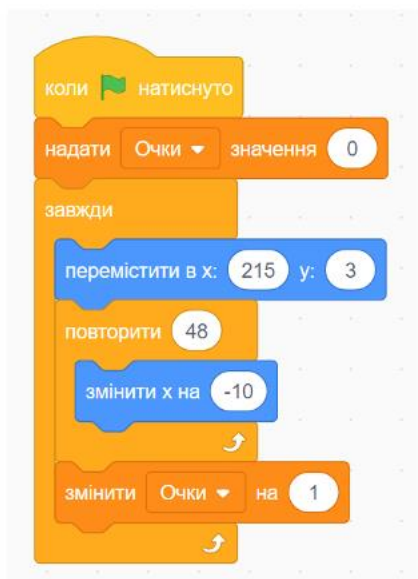 коли натиснуто
надати Очки значення 0
завжди
перемістити в x: 215 y: 3
повторити 48
змінити x на -10
змінити Очки на 1